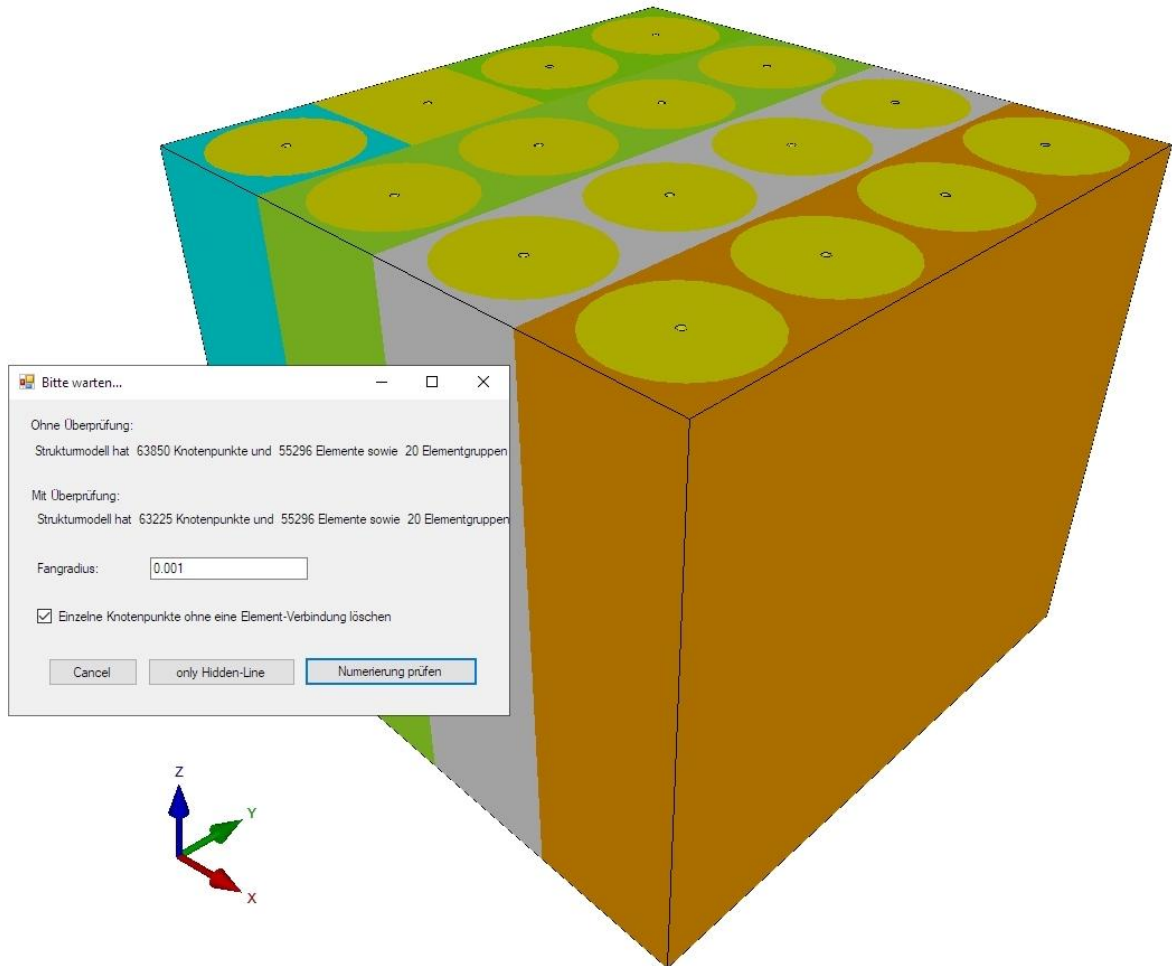 Bitte warten...
Ohne Überprüfung:
Strukturmodell hat 63850 Knotenpunkte und 55296 Elemente sowie 20 Elementgruppen
Mit Überprüfung:
Strukturmodell hat 63225 Knotenpunkte und 55296 Elemente sowie 20 Elementgruppen
Fangradius: 0.001
Einzelne Knotenpunkte ohne eine Element-Verbindung löschen
Cancel only Hidden-Line Numerierung prüfen
Z
Y
X